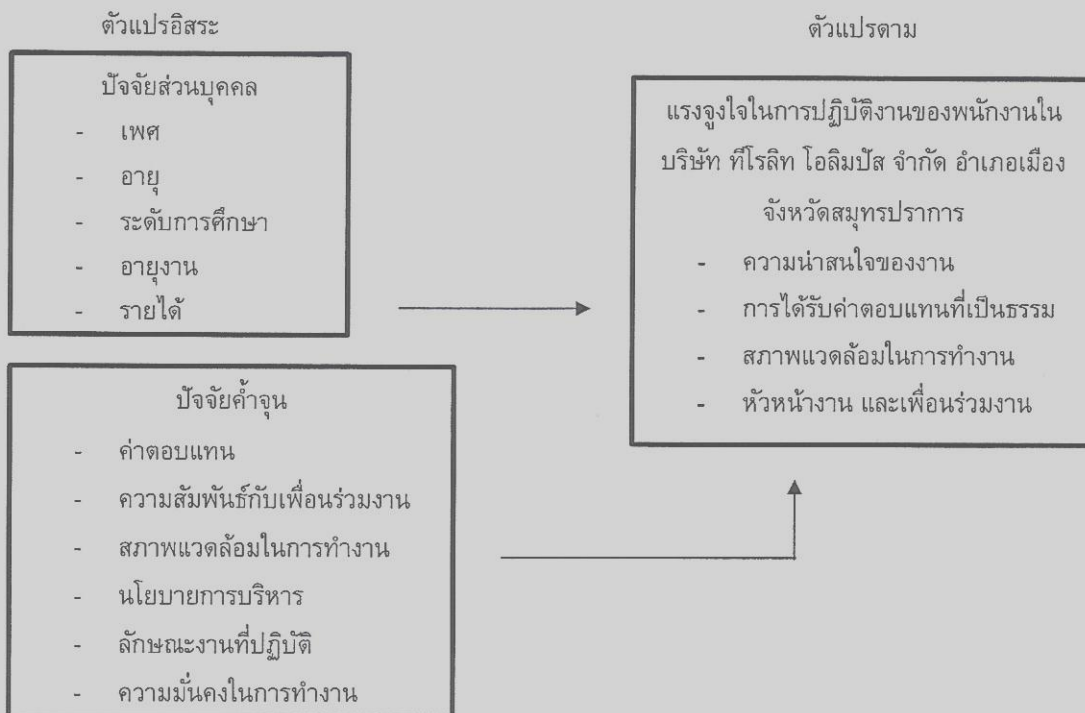 ตัวแปรอิสระ
ปัจจัยส่วนบุคคล
- เพศ
- อายุ
- ระดับการศึกษา
- อายุงาน
- รายได้
ปัจจัยค้ำจุน
- ค่าตอบแทน
- ความสัมพันธ์กับเพื่อนร่วมงาน
- สภาพแวดล้อมในการทำงาน
- นโยบายการบริหาร
- ลักษณะงานที่ปฏิบัติ
- ความมั่นคงในการทำงาน
ตัวแปรตาม
แรงจูงใจในการปฏิบัติงานของพนักงานใน
บริษัท ทีโรลิท โอลิมปัส จำกัด อำเภอเมือง
จังหวัดสมุทรปราการ
- ความน่าสนใจของงาน
- การได้รับค่าตอบแทนที่เป็นธรรม
- สภาพแวดล้อมในการทำงาน
- หัวหน้างาน และเพื่อนร่วมงาน